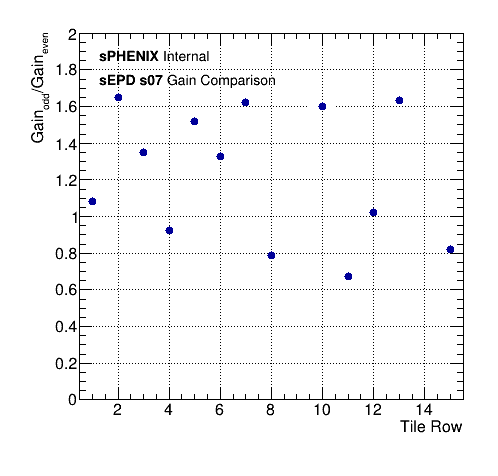 Gain_odd/Gain_even
sPHENIX Internal
sEPD s07 Gain Comparison
2
1.8
1.6
1.4
1.2
1
0.8
0.6
0.4
0.2
0
2 4 6 8 10 12 14
Tile Row